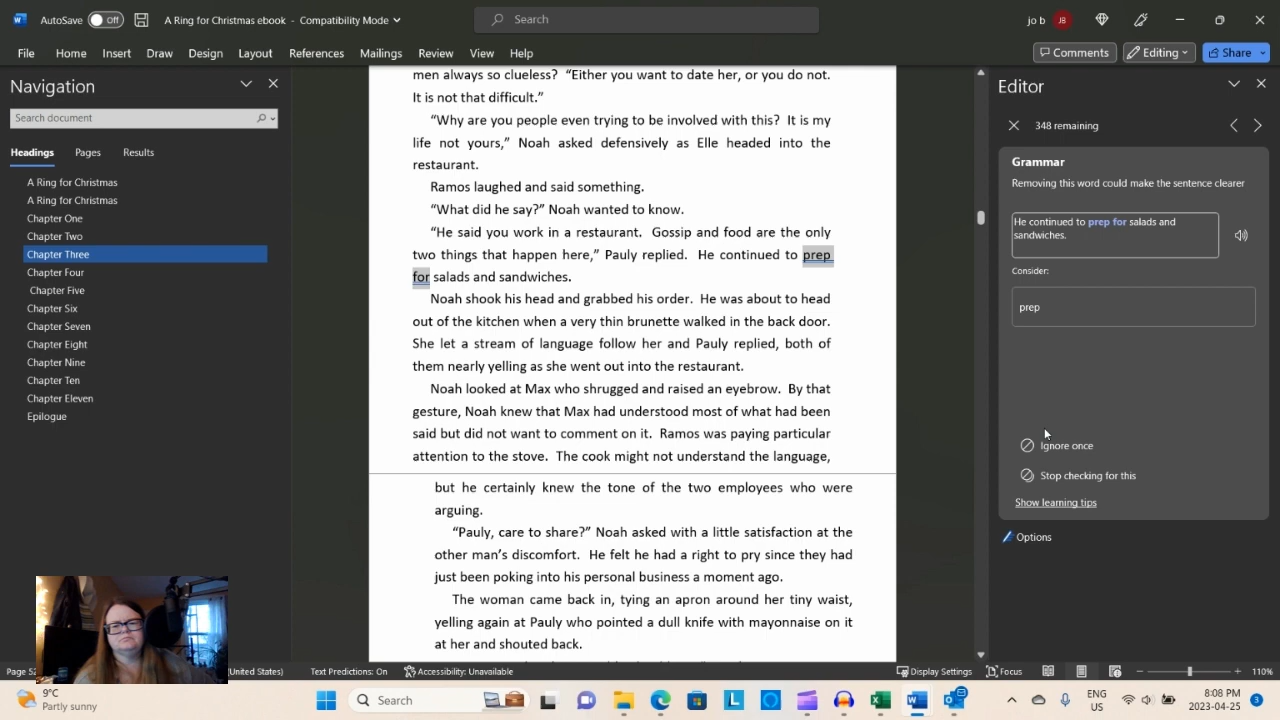 AutoSave Off A Ring for Christmas ebook - Compatibility Mode Search jo b JB
File Home Insert Draw Design Layout References Mailings Review View Help Comments Editing Share
Navigation
Search document
Headings Pages Results
A Ring for Christmas
A Ring for Christmas
Chapter One
Chapter Two
Chapter Three
Chapter Four
Chapter Five
Chapter Six
Chapter Seven
Chapter Eight
Chapter Nine
Chapter Ten
Chapter Eleven
Epilogue
men always so clueless? “Either you want to date her, or you do not.
It is not that difficult.”
“Why are you people even trying to be involved with this? It is my
life not yours,” Noah asked defensively as Elle headed into the
restaurant.
Ramos laughed and said something.
“What did he say?” Noah wanted to know.
“He said you work in a restaurant. Gossip and food are the only
two things that happen here,” Pauly replied. He continued to prep
for salads and sandwiches.
Noah shook his head and grabbed his order. He was about to head
out of the kitchen when a very thin brunette walked in the back door.
She let a stream of language follow her and Pauly replied, both of
them nearly yelling as she went out into the restaurant.
Noah looked at Max who shrugged and raised an eyebrow. By that
gesture, Noah knew that Max had understood most of what had been
said but did not want to comment on it. Ramos was paying particular
attention to the stove. The cook might not understand the language,
but he certainly knew the tone of the two employees who were
arguing.
“Pauly, care to share?” Noah asked with a little satisfaction at the
other man’s discomfort. He felt he had a right to pry since they had
just been poking into his personal business a moment ago.
The woman came back in, tying an apron around her tiny waist,
yelling again at Pauly who pointed a dull knife with mayonnaise on it
at her and shouted back.
Editor
348 remaining
Grammar
Removing this word could make the sentence clearer
He continued to prep for salads and
sandwiches.
Consider:
prep
Ignore once
Stop checking for this
Show learning tips
Options
(United States) Text Predictions: On Accessibility: Unavailable Display Settings Focus 110%
9°C
Partly sunny
Search
ENG
CA
8:08 PM
2023-04-25
3